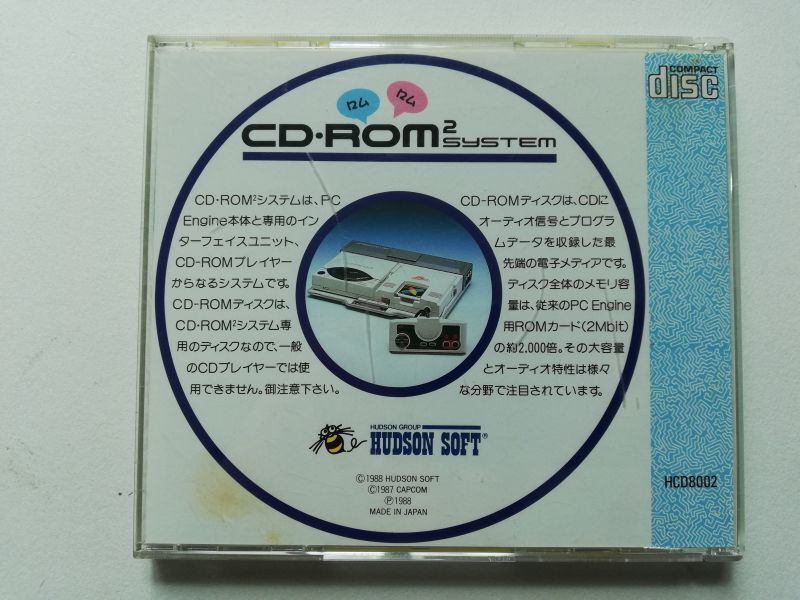 ロム ロム
CD・ROM² SYSTEM
COMPACT
disc
CD・ROM²システムは、PC
Engine本体と専用のイン
ターフェイスユニット、
CD-ROMプレイヤー
からなるシステムです。
CD-ROMディスクは、
CD・ROM²システム専
用のディスクなので、一般
のCDプレイヤーでは使
用できません。御注意下さい。
CD-ROMディスクは、CDに
オーディオ信号とプログラ
ムデータを収録した最
先端の電子メディアです。
ディスク全体のメモリ容
量は、従来のPC Engine
用ROMカード(2Mbit)
の約2,000倍。その大容量
とオーディオ特性は様々
な分野で注目されています。
HUDSON GROUP
HUDSON SOFT®
Ⓒ1988 HUDSON SOFT
Ⓒ1987 CAPCOM
Ⓟ1988
MADE IN JAPAN
HCD8002